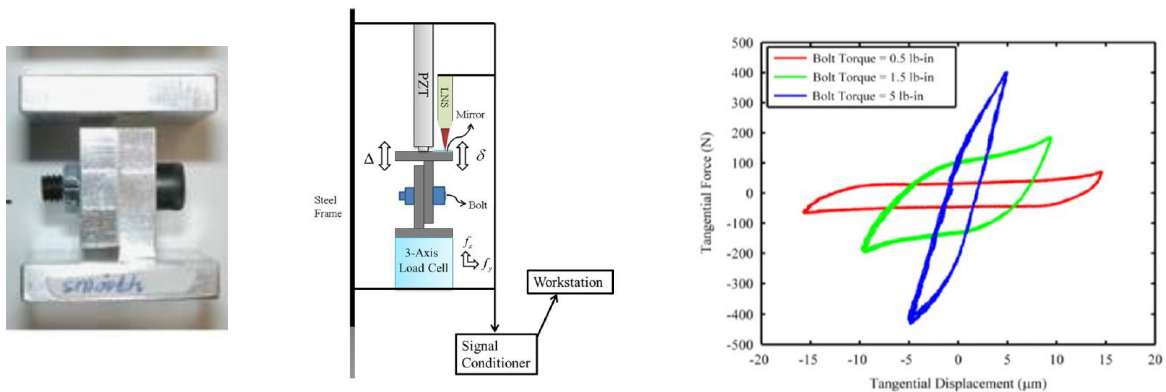 PZT
LNS
Mirror
Δ
δ
Steel
Frame
Bolt
3-Axis
Load Cell
fx
fy
Workstation
Signal
Conditioner
500
400
300
200
100
0
-100
-200
-300
-400
-500
Tangential Force (N)
Bolt Torque = 0.5 lb-in
Bolt Torque = 1.5 lb-in
Bolt Torque = 5 lb-in
-20 -15 -10 -5 0 5 10 15 20
Tangential Displacement (μm)